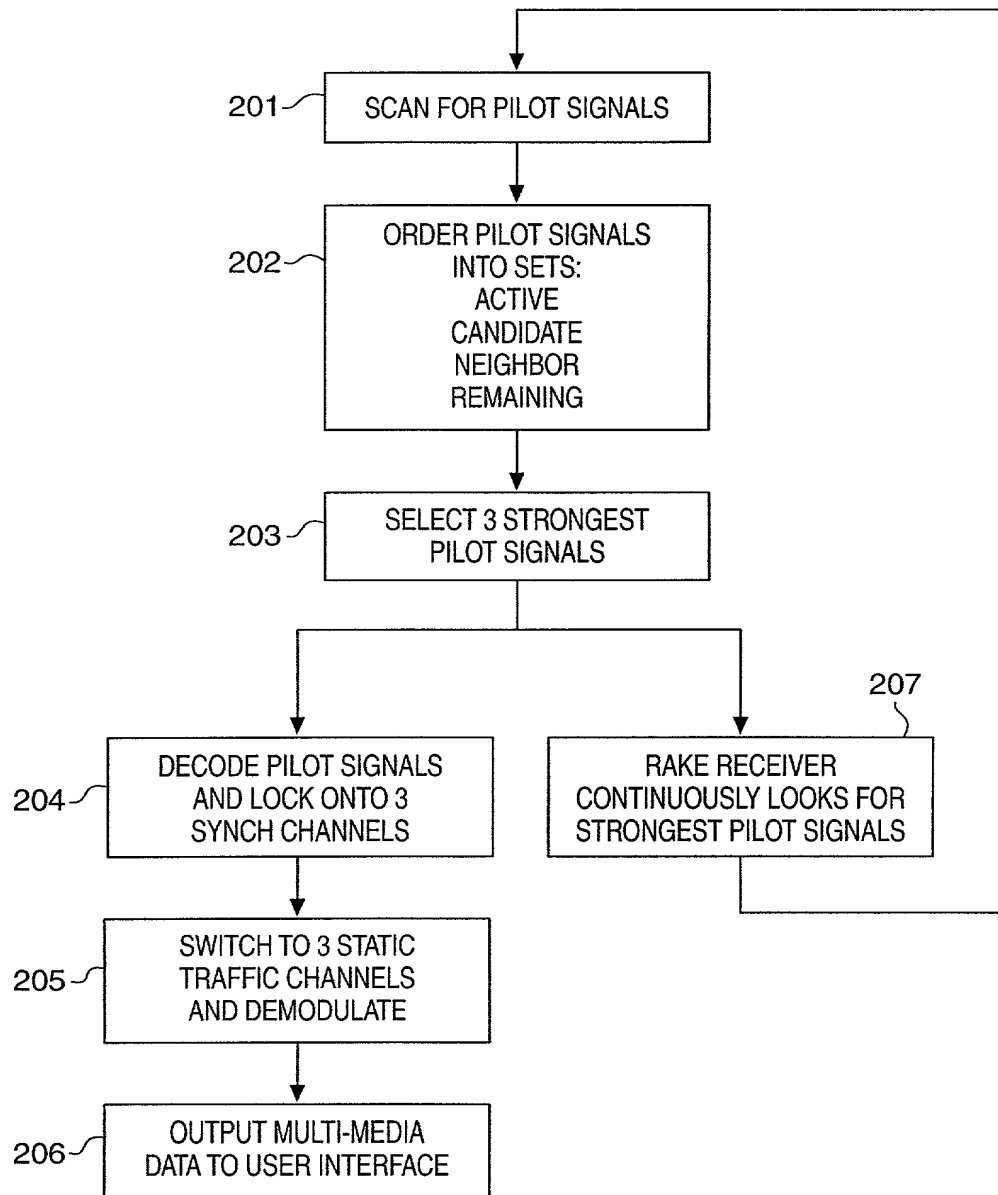 201
SCAN FOR PILOT SIGNALS
202
ORDER PILOT SIGNALS
INTO SETS:
ACTIVE
CANDIDATE
NEIGHBOR
REMAINING
203
SELECT 3 STRONGEST
PILOT SIGNALS
204
DECODE PILOT SIGNALS
AND LOCK ONTO 3
SYNCH CHANNELS
207
RAKE RECEIVER
CONTINUOUSLY LOOKS FOR
STRONGEST PILOT SIGNALS
205
SWITCH TO 3 STATIC
TRAFFIC CHANNELS
AND DEMODULATE
206
OUTPUT MULTI-MEDIA
DATA TO USER INTERFACE